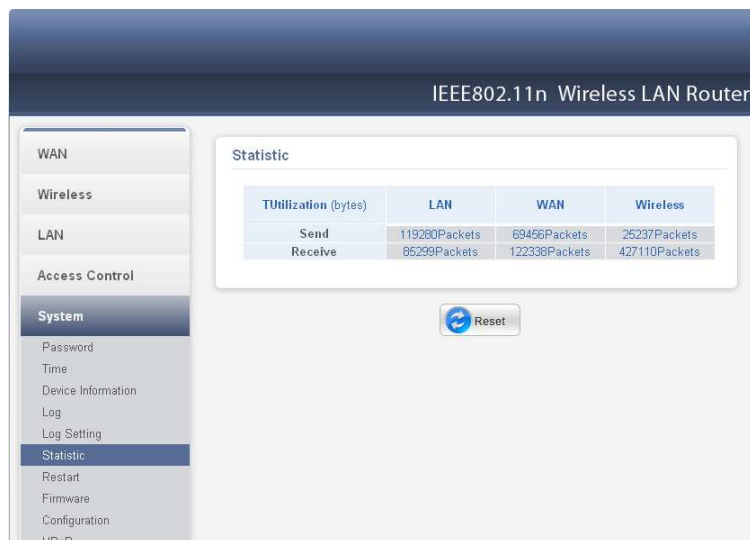 IEEE802.11n Wireless LAN Router
WAN
Wireless
LAN
Access Control
System
Password
Time
Device Information
Log
Log Setting
Statistic
Restart
Firmware
Configuration
Statistic
TUtilization (bytes) LAN WAN Wireless
Send 119280Packets 69456Packets 25237Packets
Receive 85299Packets 122338Packets 427110Packets
Reset